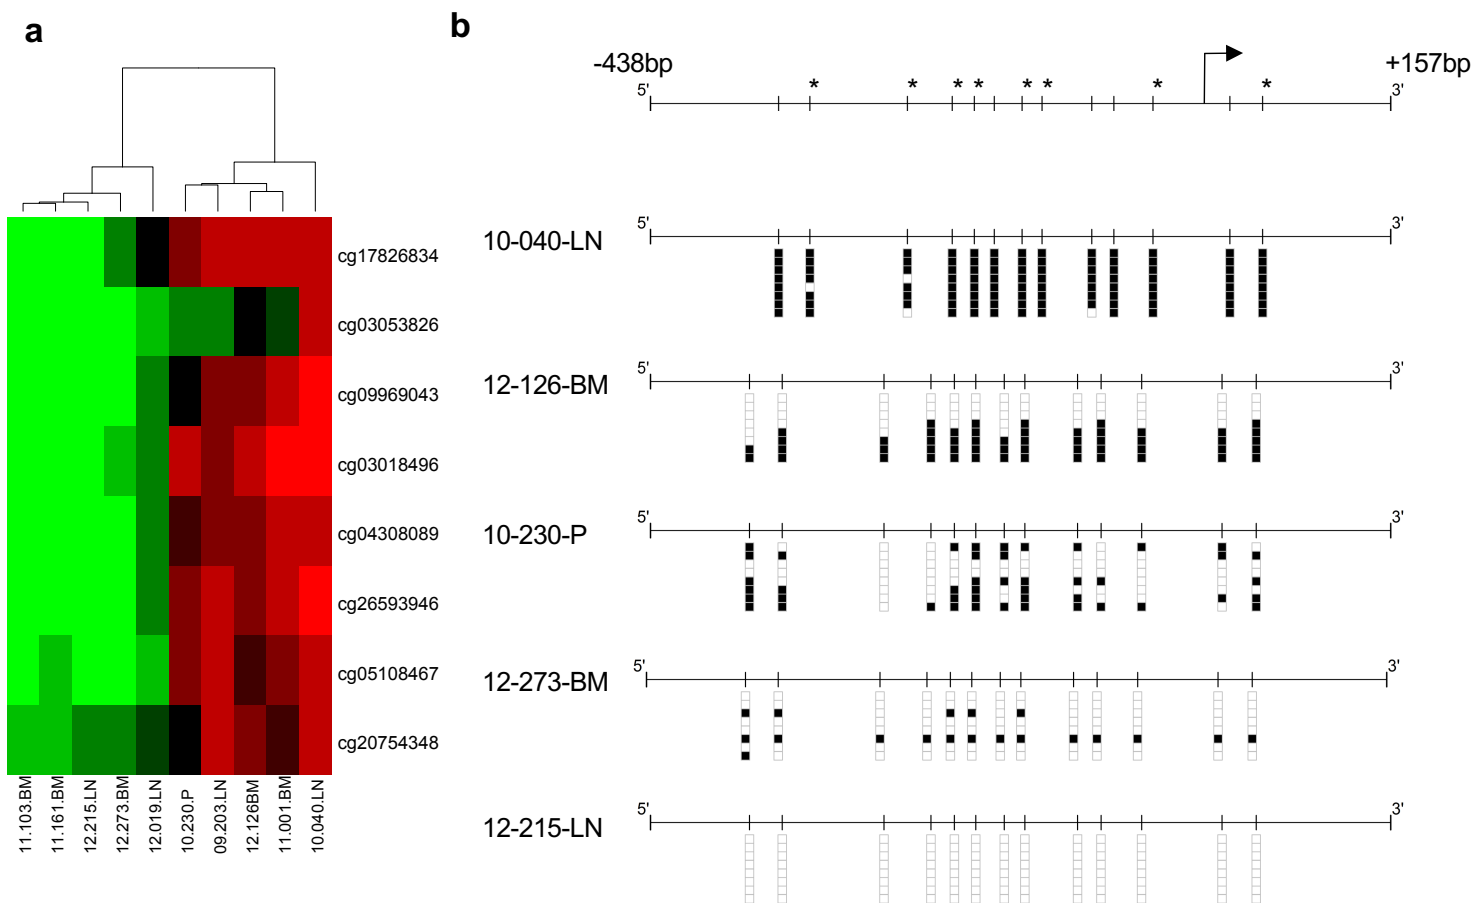 a
cg17826834
cg03053826
cg09969043
cg03018496
cg04308089
cg26593946
cg05108467
cg20754348
11.103.BM
11.161.BM
12.215.LN
12.273.BM
12.019.LN
10.230.P
09.203.LN
12.126BM
11.001.BM
10.040.LN
b
-438bp +157bp
* * * * * * * *
5' 3'
10-040-LN
5' 3'
12-126-BM
5' 3'
10-230-P
5' 3'
12-273-BM
5' 3'
12-215-LN
5' 3'